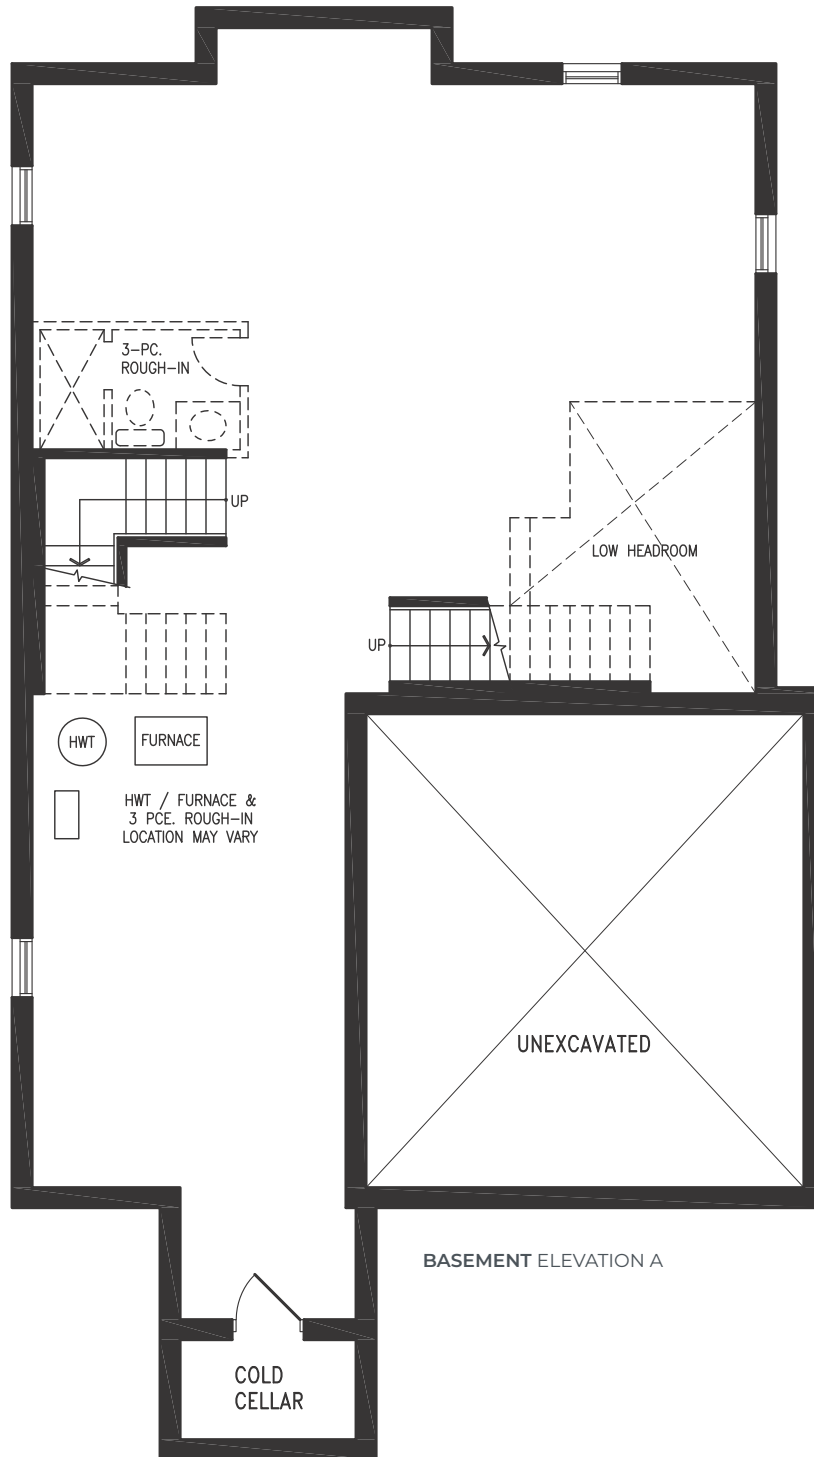 3-PC.
ROUGH-IN
UP
LOW HEADROOM
UP
HWT
FURNACE
HWT / FURNACE &
3 PCE. ROUGH-IN
LOCATION MAY VARY
UNEXCAVATED
BASEMENT ELEVATION A
COLD
CELLAR